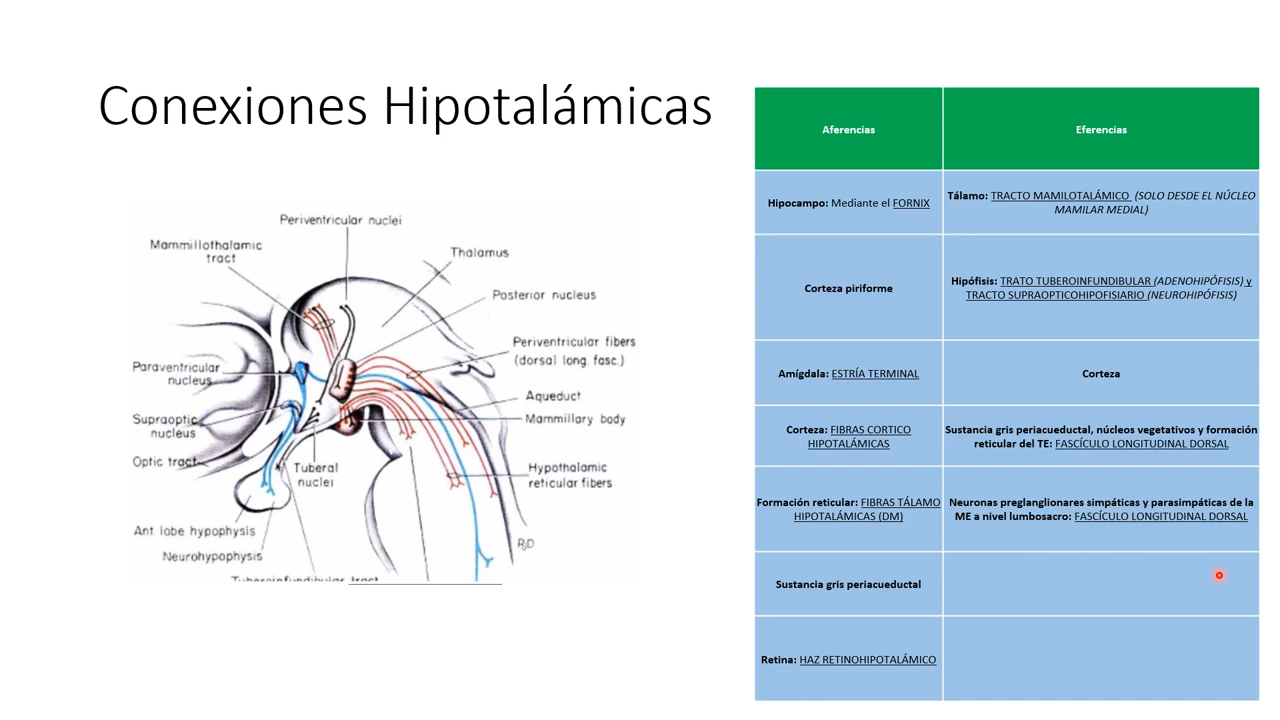 Conexiones Hipotalámicas
Periventricular nuclei
Mammillothalamic
tract
Thalamus
Posterior nucleus
Periventricular fibers
(dorsal long. fasc.)
Paraventricular
nucleus
Aqueduct
Mammillary body
Supraoptic
nucleus
Optic tract
Tuberal
nuclei
Hypothalamic
reticular fibers
Ant. lobe hypophysis
Neurohypophysis
Tuberoinfundibular tract
Aferencias
Eferencias
Hipocampo: Mediante el FORNIX
Tálamo: TRACTO MAMILOTALÁMICO (SOLO DESDE EL NÚCLEO
MAMILAR MEDIAL)
Corteza piriforme
Hipófisis: TRATO TUBEROINFUNDIBULAR (ADENOHIPÓFISIS) y
TRACTO SUPRAOPTICOHIPOFISIARIO (NEUROHIPÓFISIS)
Amígdala: ESTRÍA TERMINAL
Corteza
Corteza: FIBRAS CORTICO
HIPOTALÁMICAS
Sustancia gris periacueductal, núcleos vegetativos y formación
reticular del TE: FASCÍCULO LONGITUDINAL DORSAL
Formación reticular: FIBRAS TÁLAMO
HIPOTALÁMICAS (DM)
Neuronas preglanglionares simpáticas y parasimpáticas de la
ME a nivel lumbosacro: FASCÍCULO LONGITUDINAL DORSAL
Sustancia gris periacueductal
Retina: HAZ RETINOHIPOTALÁMICO